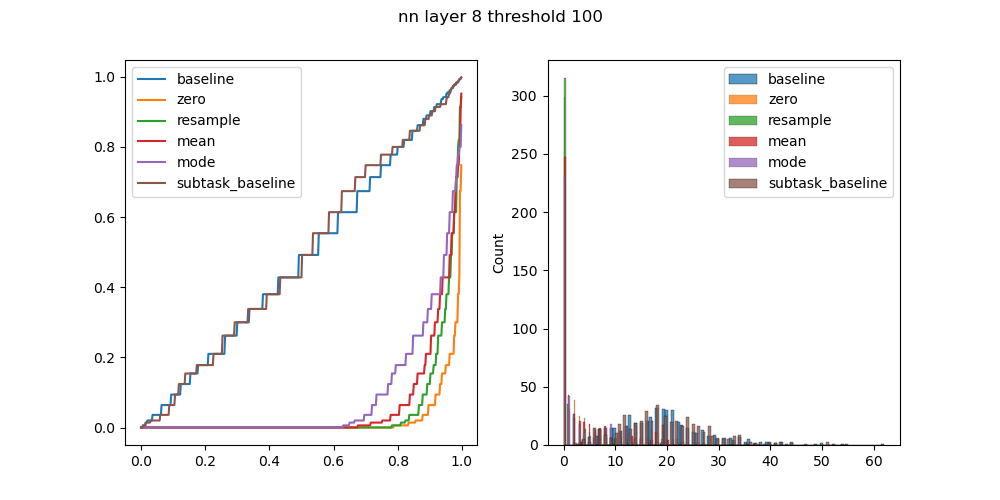 nn layer 8 threshold 100
1.0
0.8
0.6
0.4
0.2
0.0
0.0 0.2 0.4 0.6 0.8 1.0
baseline
zero
resample
mean
mode
subtask_baseline
Count
300
250
200
150
100
50
0
0 10 20 30 40 50 60
baseline
zero
resample
mean
mode
subtask_baseline